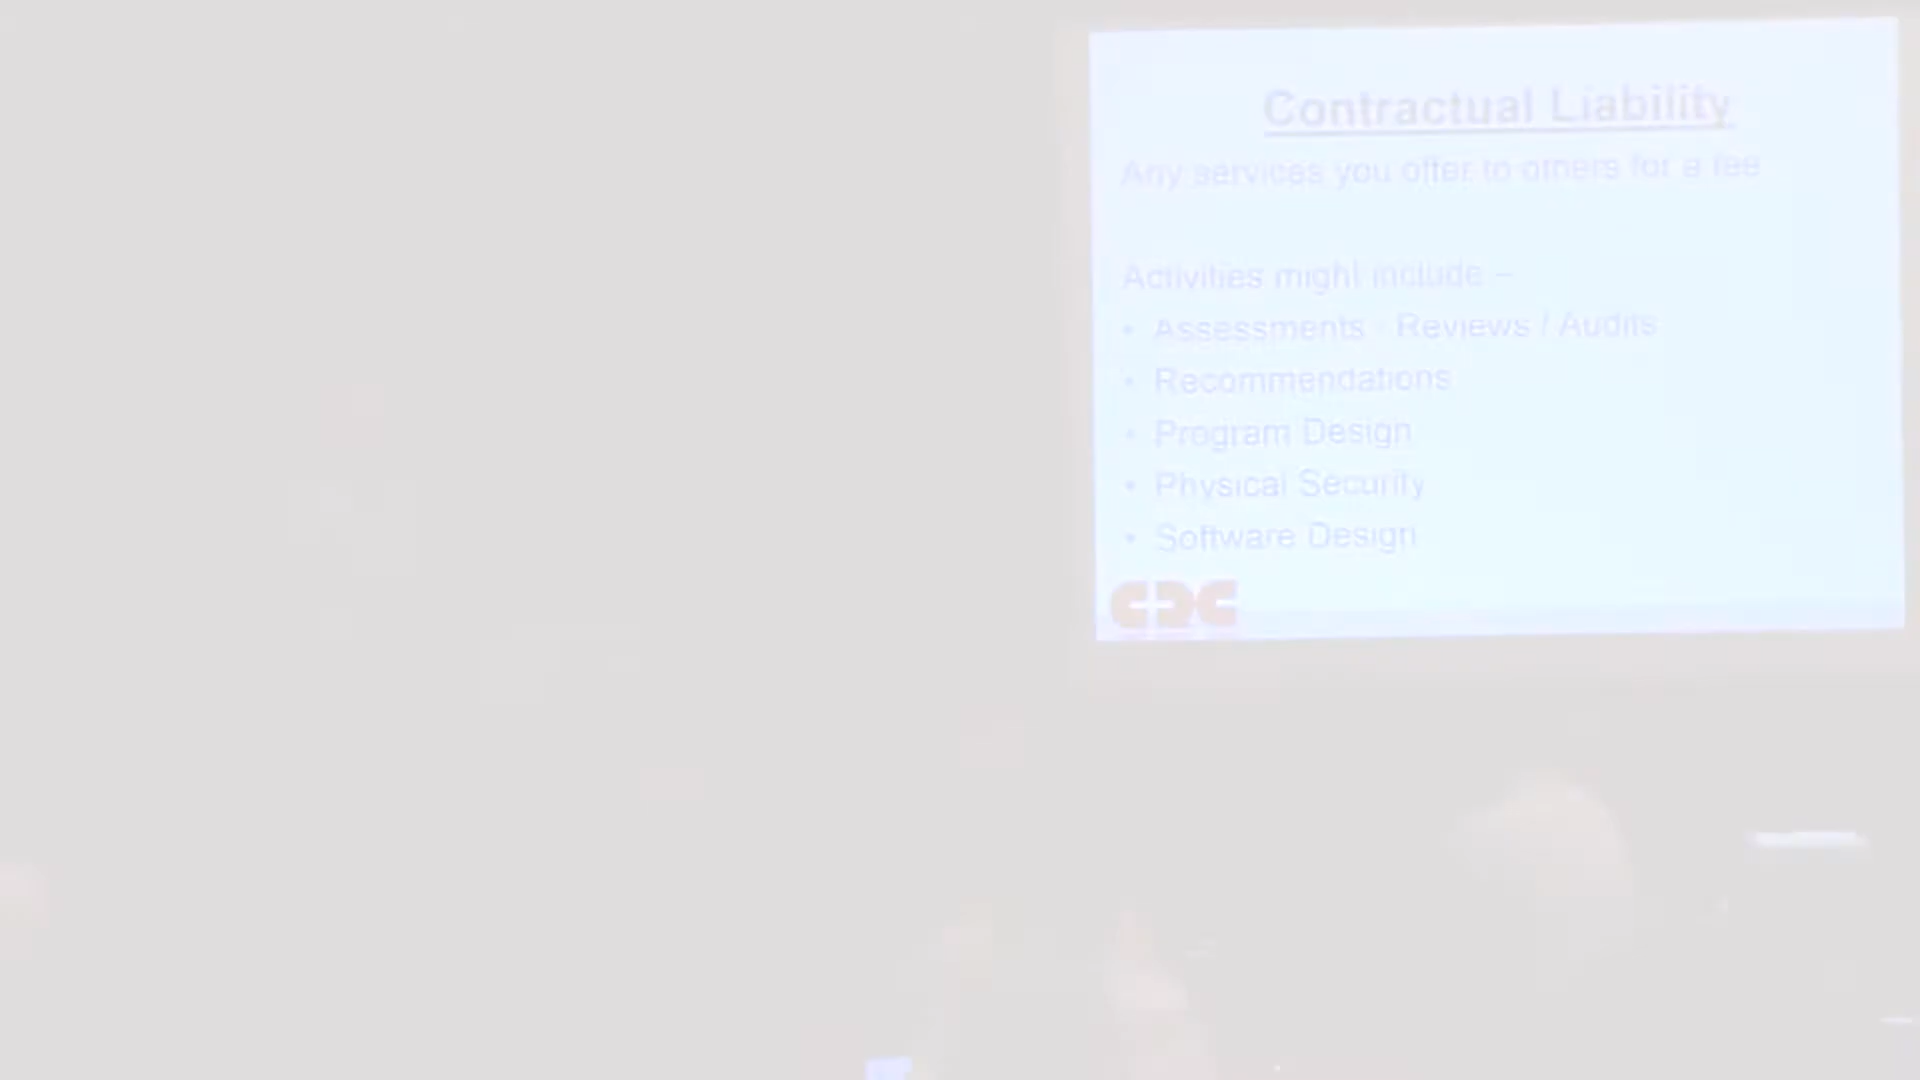 Contractual Liability
Any services you offer to others for a fee
Activities might include –
• Assessments - Reviews / Audits
• Recommendations
• Program Design
• Physical Security
• Software Design
CDC